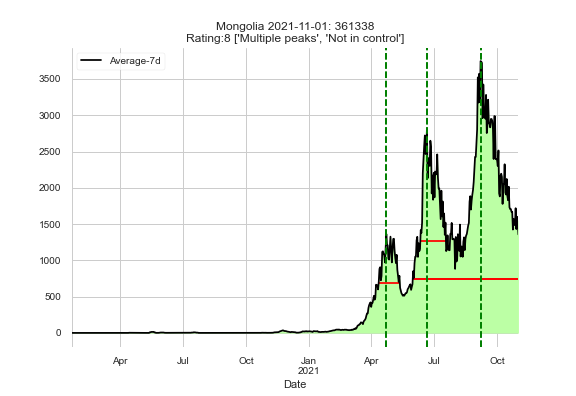 Mongolia 2021-11-01: 361338
Rating:8 ['Multiple peaks', 'Not in control']
Average-7d
3500
3000
2500
2000
1500
1000
500
0
Apr Jul Oct Jan Apr Jul Oct
2021
Date